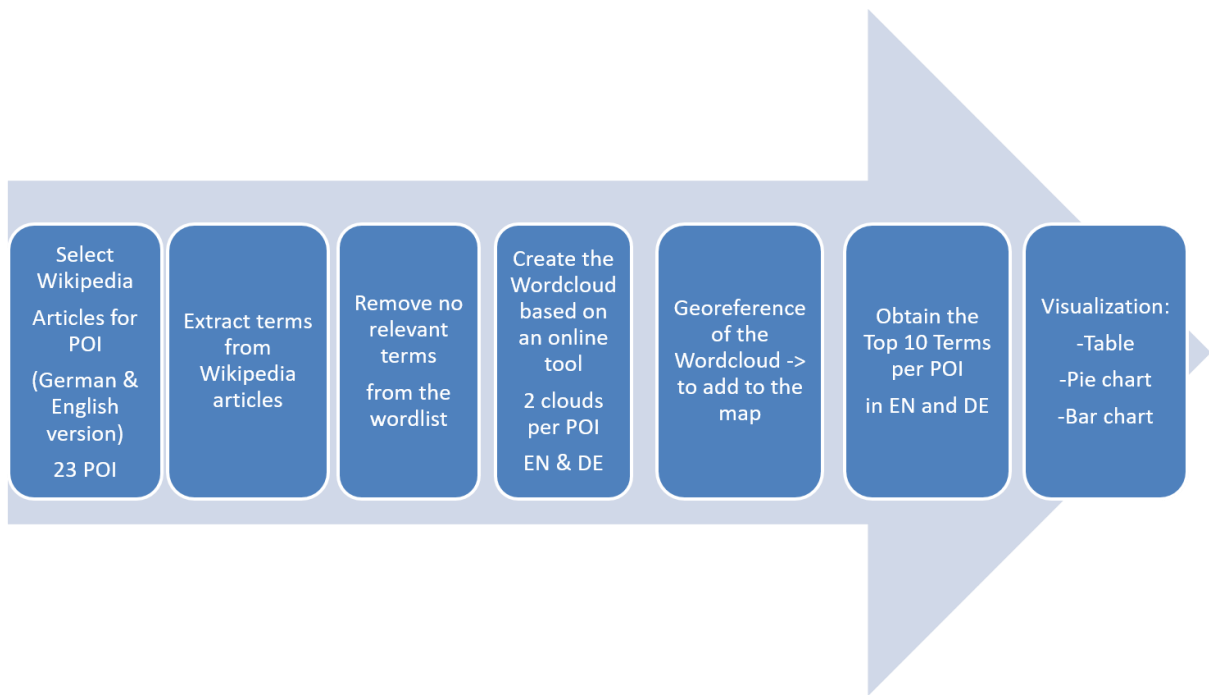 Select
Wikipedia
Articles for
POI
(German &
English
version)
23 POI
Extract terms
from
Wikipedia
articles
Remove no
relevant
terms
from the
wordlist
Create the
Wordcloud
based on
an online
tool
2 clouds
per POI
EN & DE
Georeference
of the
Wordcloud ->
to add to the
map
Obtain the
Top 10 Terms
per POI
in EN and DE
Visualization:
-Table
-Pie chart
-Bar chart